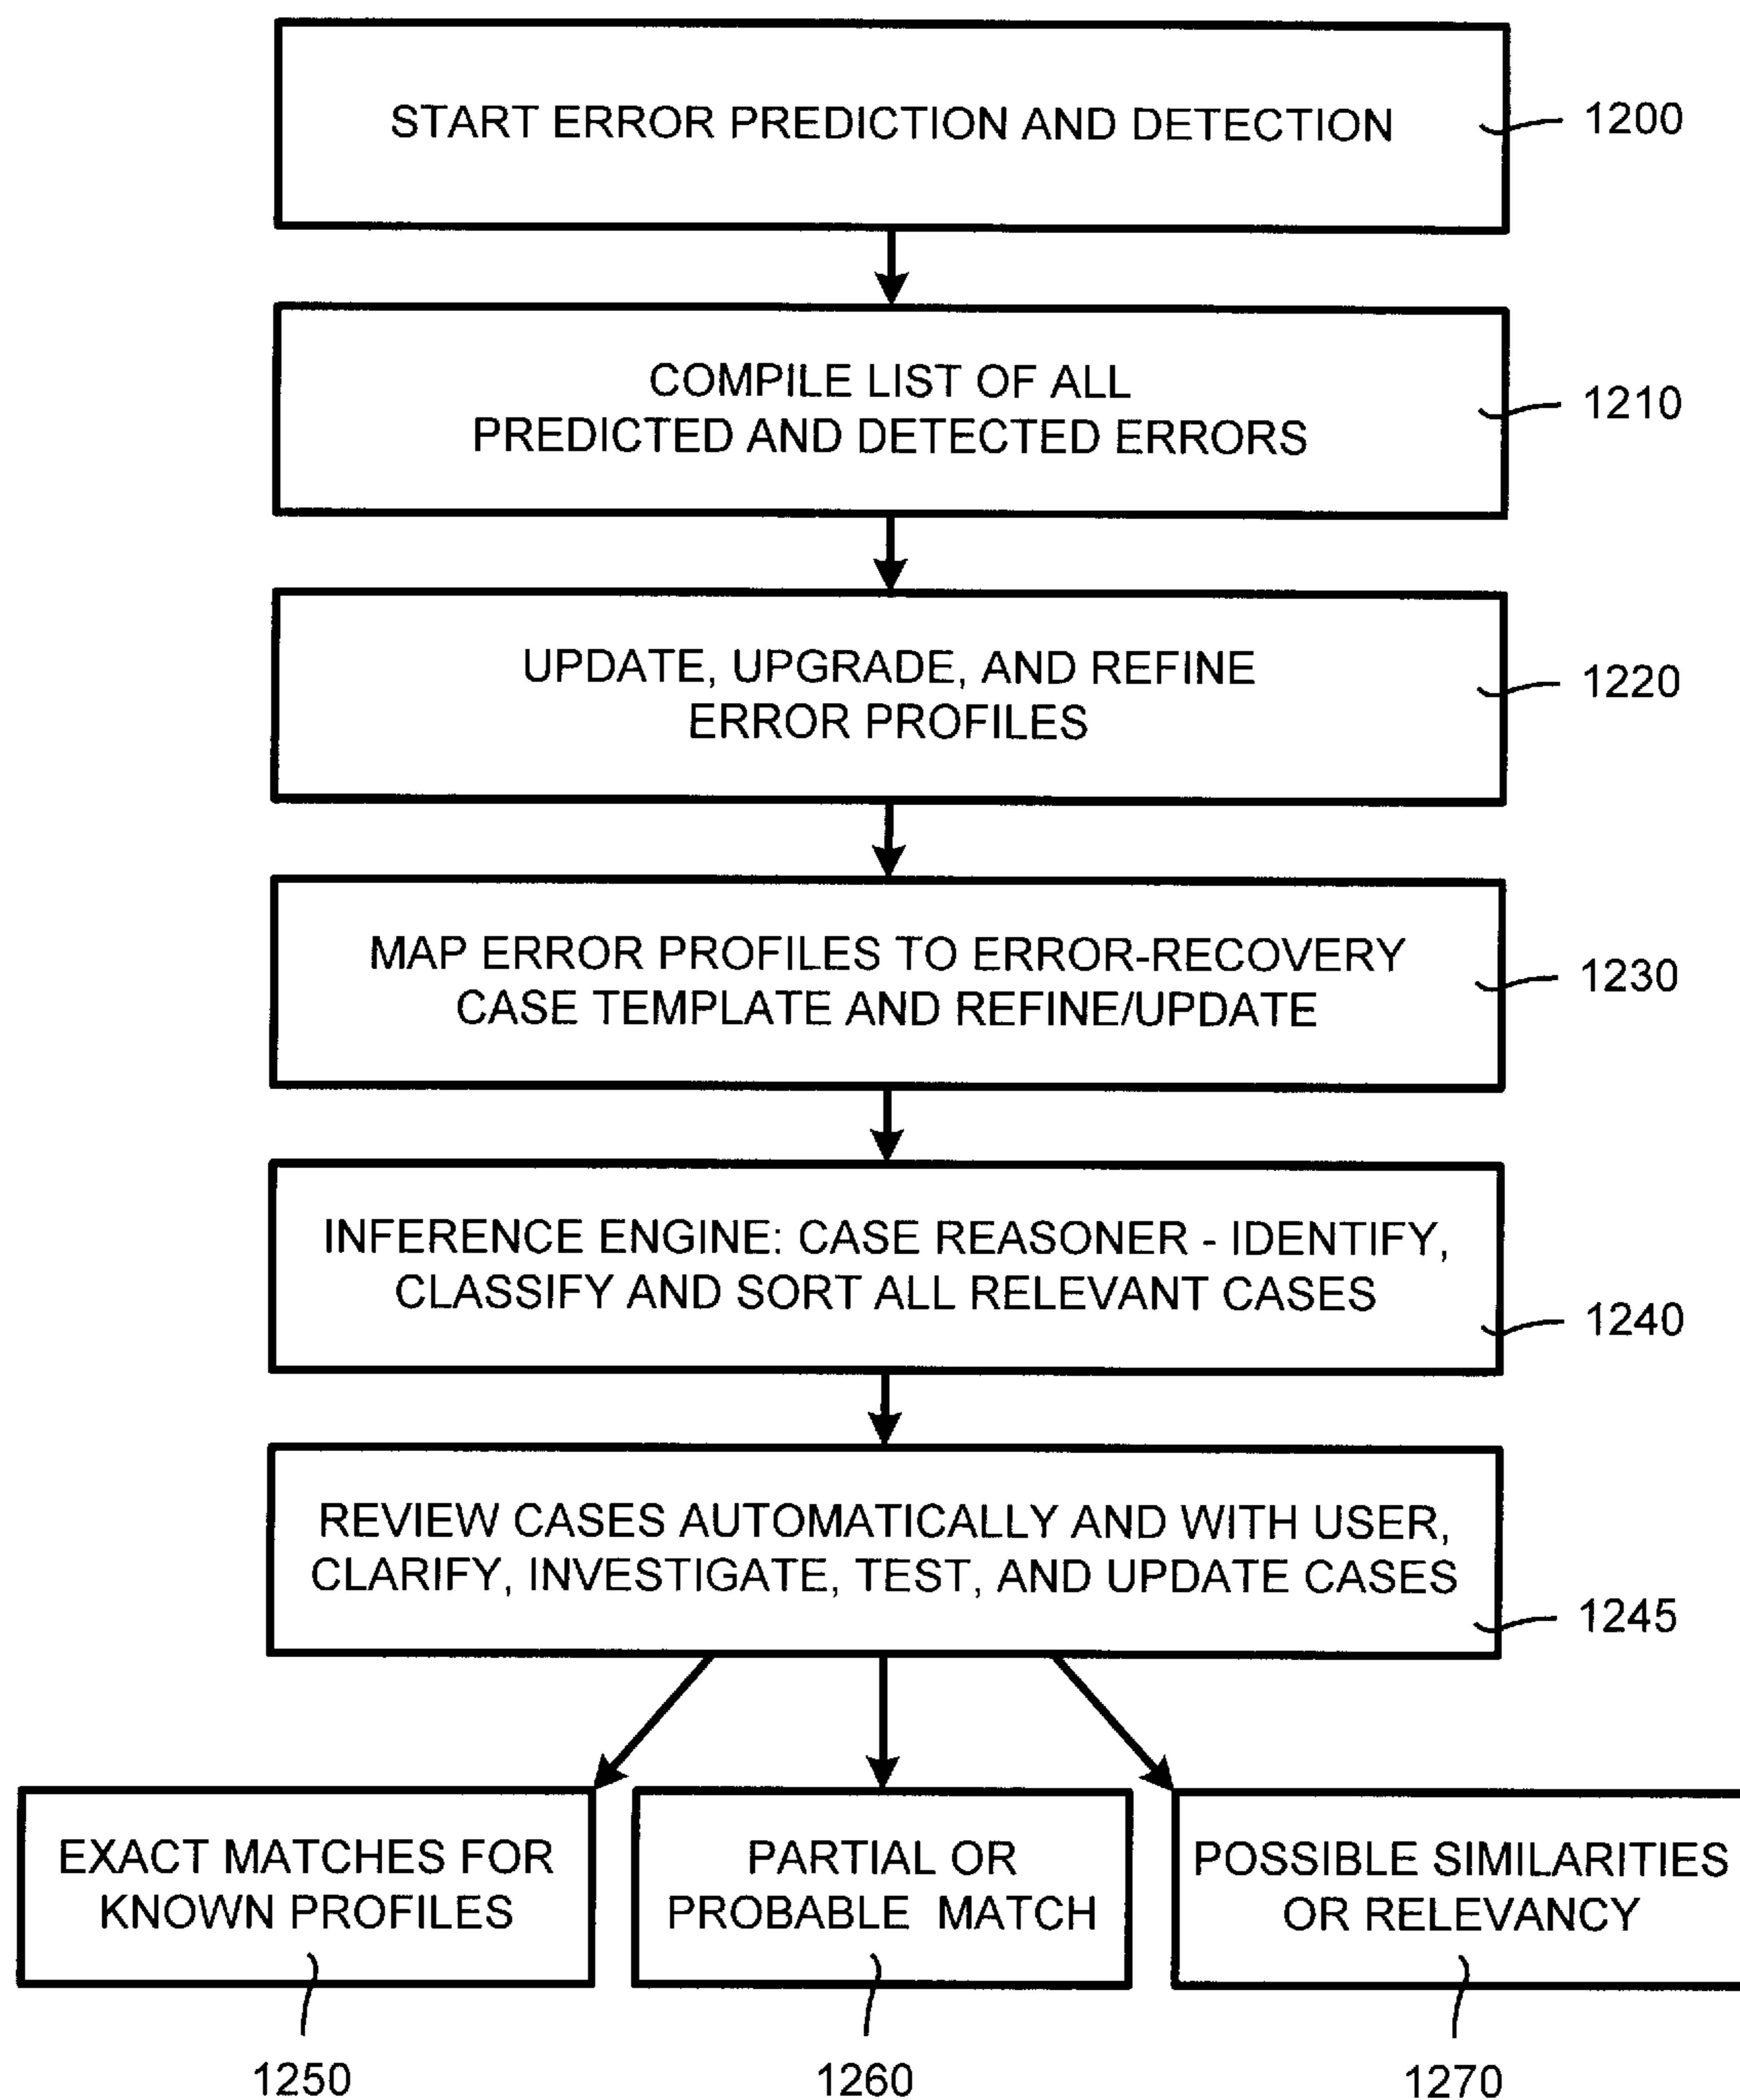 START ERROR PREDICTION AND DETECTION
1200
COMPILE LIST OF ALL
PREDICTED AND DETECTED ERRORS
1210
UPDATE, UPGRADE, AND REFINE
ERROR PROFILES
1220
MAP ERROR PROFILES TO ERROR-RECOVERY
CASE TEMPLATE AND REFINE/UPDATE
1230
INFERENCE ENGINE: CASE REASONER - IDENTIFY,
CLASSIFY AND SORT ALL RELEVANT CASES
1240
REVIEW CASES AUTOMATICALLY AND WITH USER,
CLARIFY, INVESTIGATE, TEST, AND UPDATE CASES
1245
EXACT MATCHES FOR
KNOWN PROFILES
1250
PARTIAL OR
PROBABLE MATCH
1260
POSSIBLE SIMILARITIES
OR RELEVANCY
1270